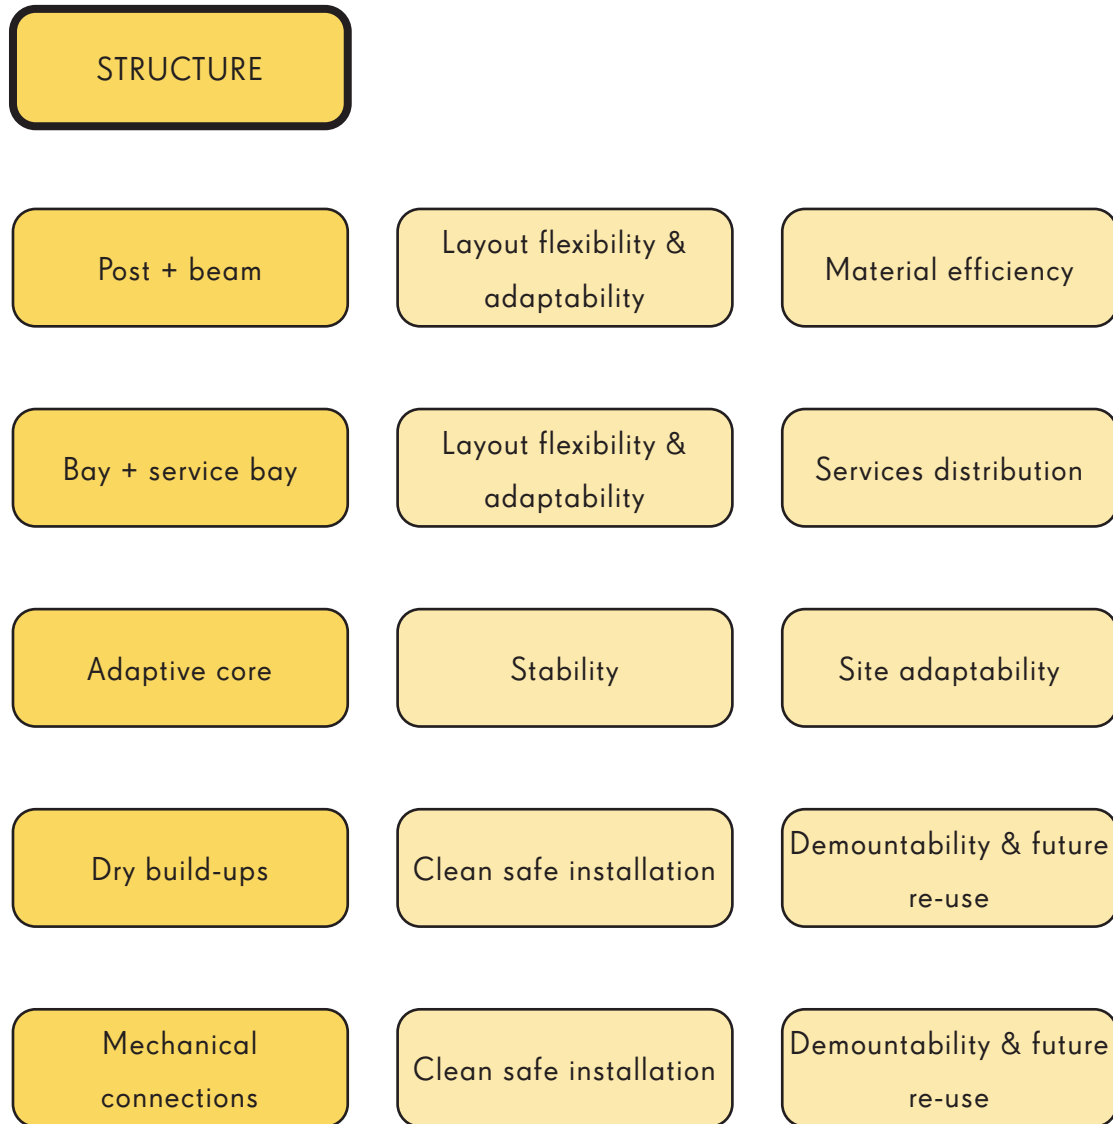 STRUCTURE
Post + beam
Layout flexibility &
adaptability
Material efficiency
Bay + service bay
Layout flexibility &
adaptability
Services distribution
Adaptive core
Stability
Site adaptability
Dry build-ups
Clean safe installation
Demountability & future
re-use
Mechanical
connections
Clean safe installation
Demountability & future
re-use